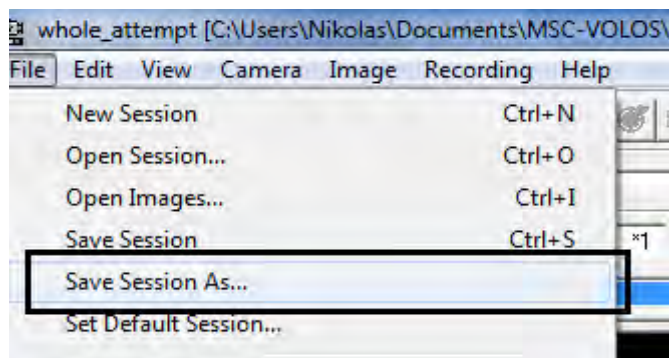 whole_attempt [C:\Users\Nikolas\Documents\MSC-VOLOS\
File Edit View Camera Image Recording Help
New Session Ctrl+N
Open Session... Ctrl+O
Open Images... Ctrl+I
Save Session Ctrl+S
×1
Save Session As...
Set Default Session...